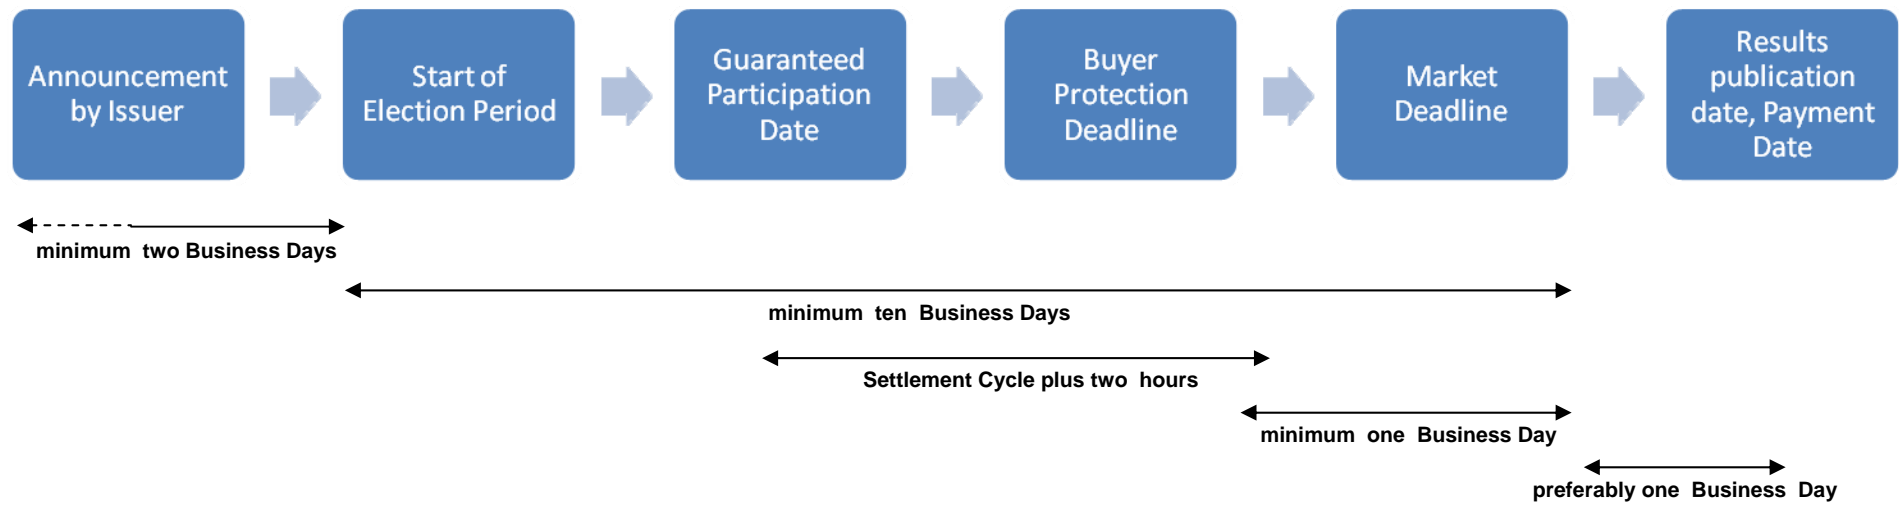 Announcement
by Issuer
Start of
Election Period
Guaranteed
Participation
Date
Buyer
Protection
Deadline
Market
Deadline
Results
publication
date, Payment
Date
minimum two Business Days
minimum ten Business Days
Settlement Cycle plus two hours
minimum one Business Day
preferably one Business Day